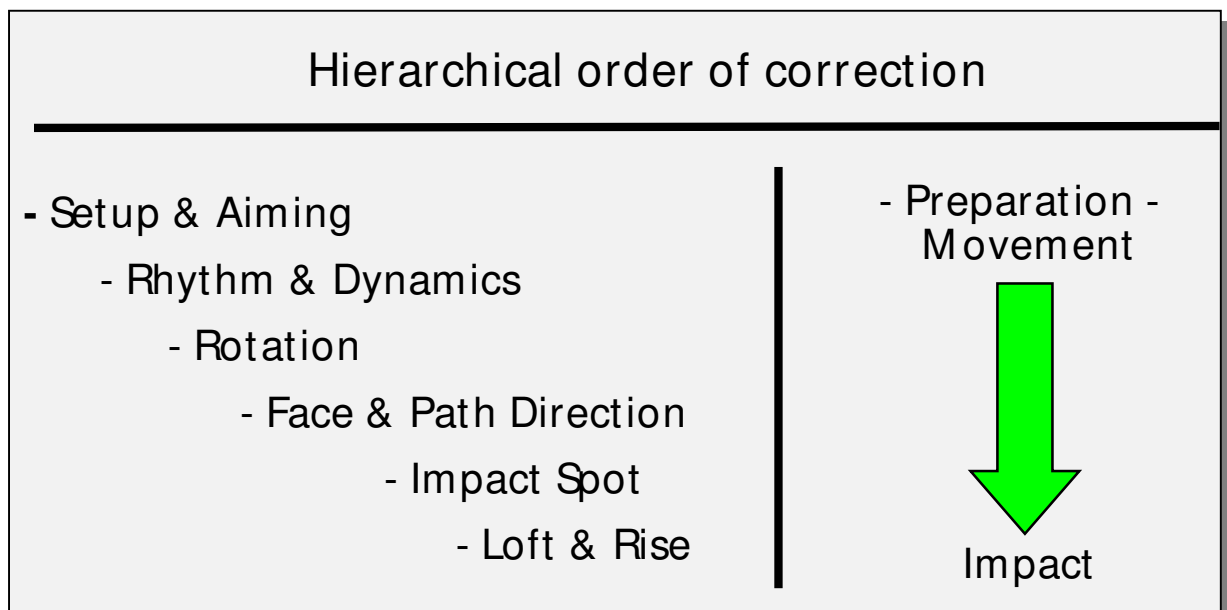 Hierarchical order of correction
- Setup & Aiming
- Rhythm & Dynamics
- Rotation
- Face & Path Direction
- Impact Spot
- Loft & Rise
- Preparation -
Movement
Impact